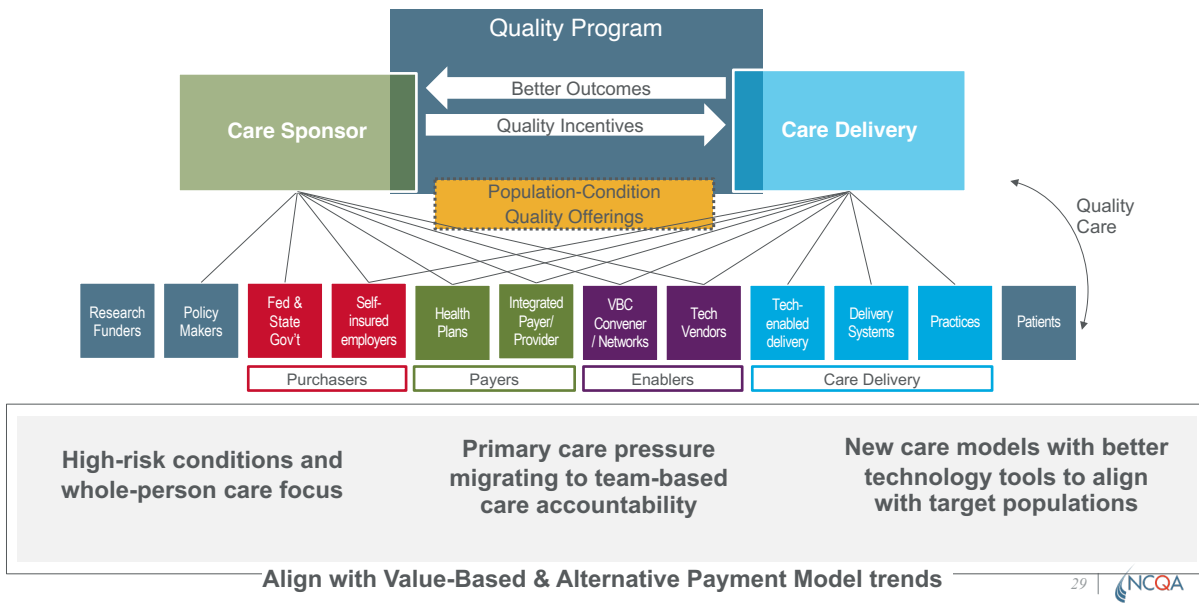 Quality Program
Better Outcomes
Care Sponsor
Quality Incentives
Care Delivery
Population-Condition
Quality Offerings
Quality
Care
Research
Funders
Policy
Makers
Fed &
State
Gov't
Self-
insured
employers
Health
Plans
Integrated
Payer/
Provider
VBC
Convener
/ Networks
Tech
Vendors
Tech-
enabled
delivery
Delivery
Systems
Practices
Patients
Purchasers
Payers
Enablers
Care Delivery
High-risk conditions and
whole-person care focus
Primary care pressure
migrating to team-based
care accountability
New care models with better
technology tools to align
with target populations
Align with Value-Based & Alternative Payment Model trends
29 | NCQA